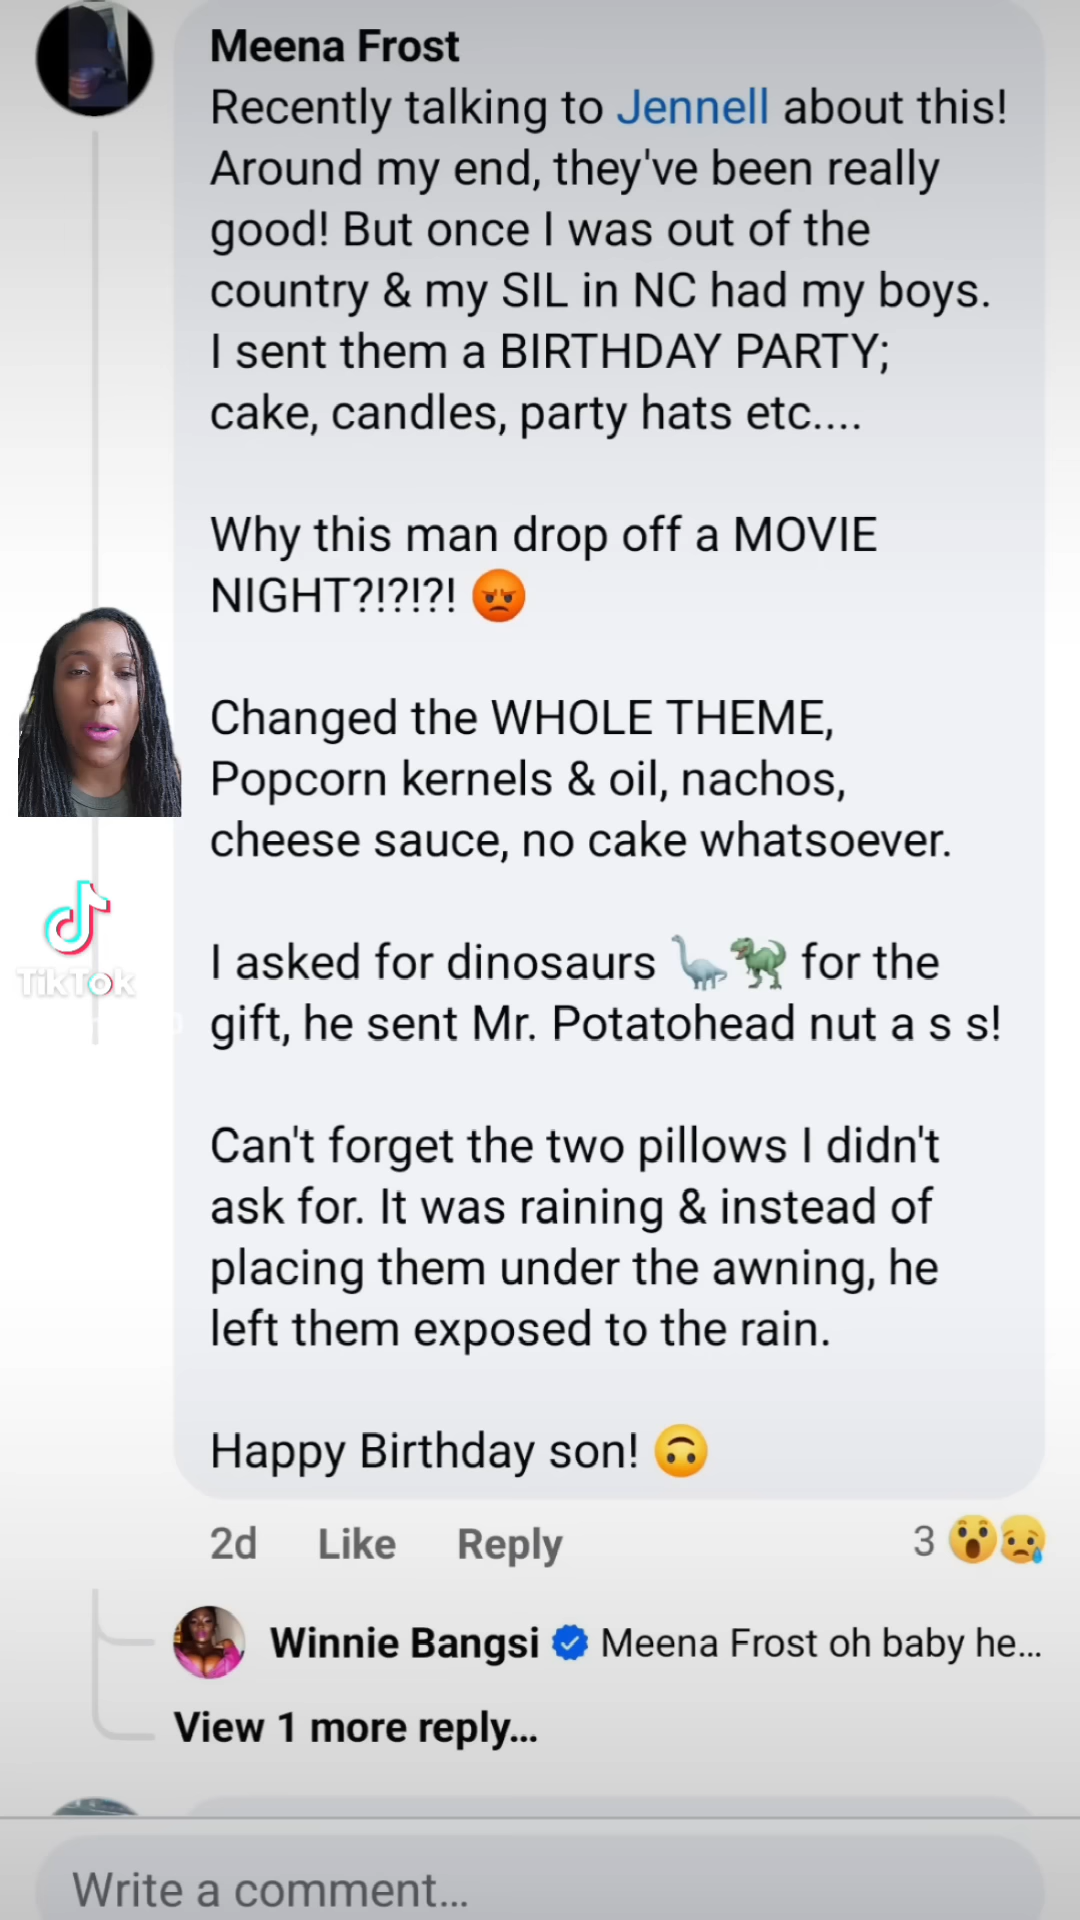 Meena Frost
Recently talking to Jennell about this!
Around my end, they've been really
good! But once I was out of the
country & my SIL in NC had my boys.
I sent them a BIRTHDAY PARTY;
cake, candles, party hats etc....
Why this man drop off a MOVIE
NIGHT?!?!?! 😡
Changed the WHOLE THEME,
Popcorn kernels & oil, nachos,
cheese sauce, no cake whatsoever.
I asked for dinosaurs 🦕🦖 for the
gift, he sent Mr. Potatohead nut a s s!
Can't forget the two pillows I didn't
ask for. It was raining & instead of
placing them under the awning, he
left them exposed to the rain.
Happy Birthday son! 🙃
TikTok
2d Like Reply 3 😮😢
Winnie Bangsi Meena Frost oh baby he...
View 1 more reply...
Write a comment...